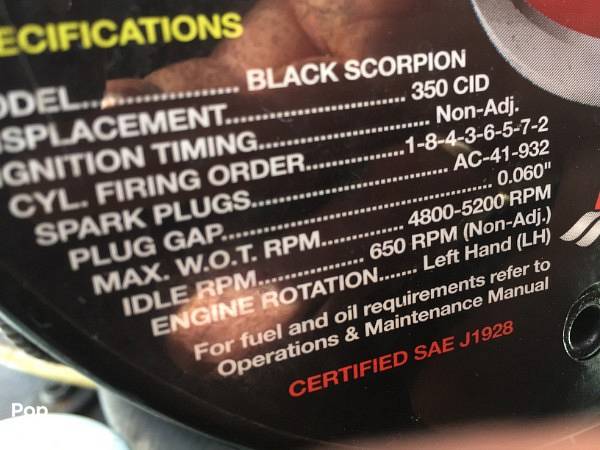 ECIFICATIONS
ODEL.................... BLACK SCORPION
SPLACEMENT........................ 350 CID
GNITION TIMING...................... Non-Adj.
CYL. FIRING ORDER...............1-8-4-3-6-5-7-2
SPARK PLUGS............................. AC-41-932
PLUG GAP....................................... 0.060"
MAX. W.O.T. RPM............ 4800-5200 RPM
IDLE RPM............... 650 RPM (Non-Adj.)
ENGINE ROTATION....... Left Hand (LH)
For fuel and oil requirements refer to
Operations & Maintenance Manual
CERTIFIED SAE J1928
Pop